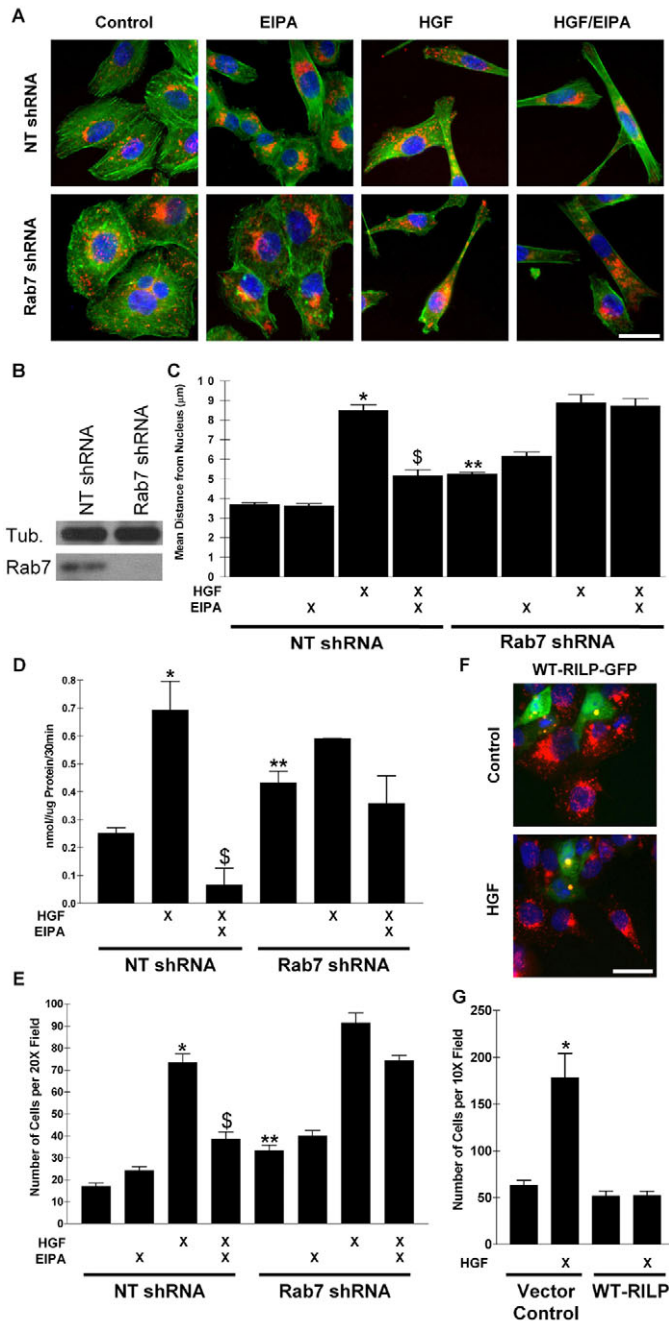 A
Control EIPA HGF HGF/EIPA
NT shRNA
Rab7 shRNA
B
NT shRNA
Rab7 shRNA
Tub.
Rab7
C
Mean Distance from Nucleus (µm)
10
9
8
7
6
5
4
3
2
1
0
* $ **
HGF X X X X
EIPA X X X X
NT shRNA Rab7 shRNA
D
nmol/ug Protein/30min
0.8
0.7
0.6
0.5
0.4
0.3
0.2
0.1
0.0
* $ **
HGF X X X X
EIPA X X
NT shRNA Rab7 shRNA
E
Number of Cells per 20X Field
100
90
80
70
60
50
40
30
20
10
0
* $ **
HGF X X X X
EIPA X X X X
NT shRNA Rab7 shRNA
F
WT-RILP-GFP
Control
HGF
G
Number of Cells per 10X Field
250
200
150
100
50
0
*
HGF X X
Vector Control WT-RILP